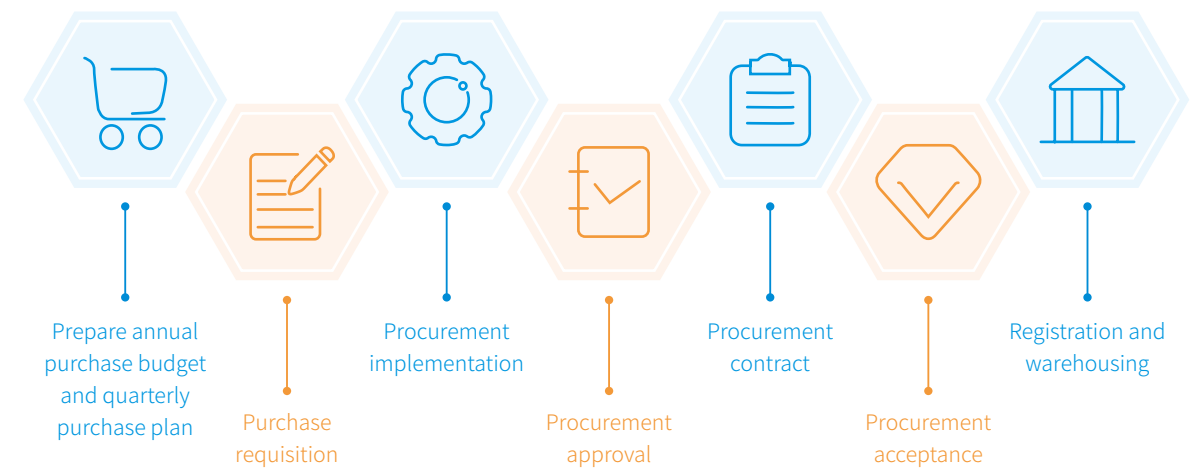 Prepare annual
purchase budget
and quarterly
purchase plan
Purchase
requisition
Procurement
implementation
Procurement
approval
Procurement
contract
Procurement
acceptance
Registration and
warehousing